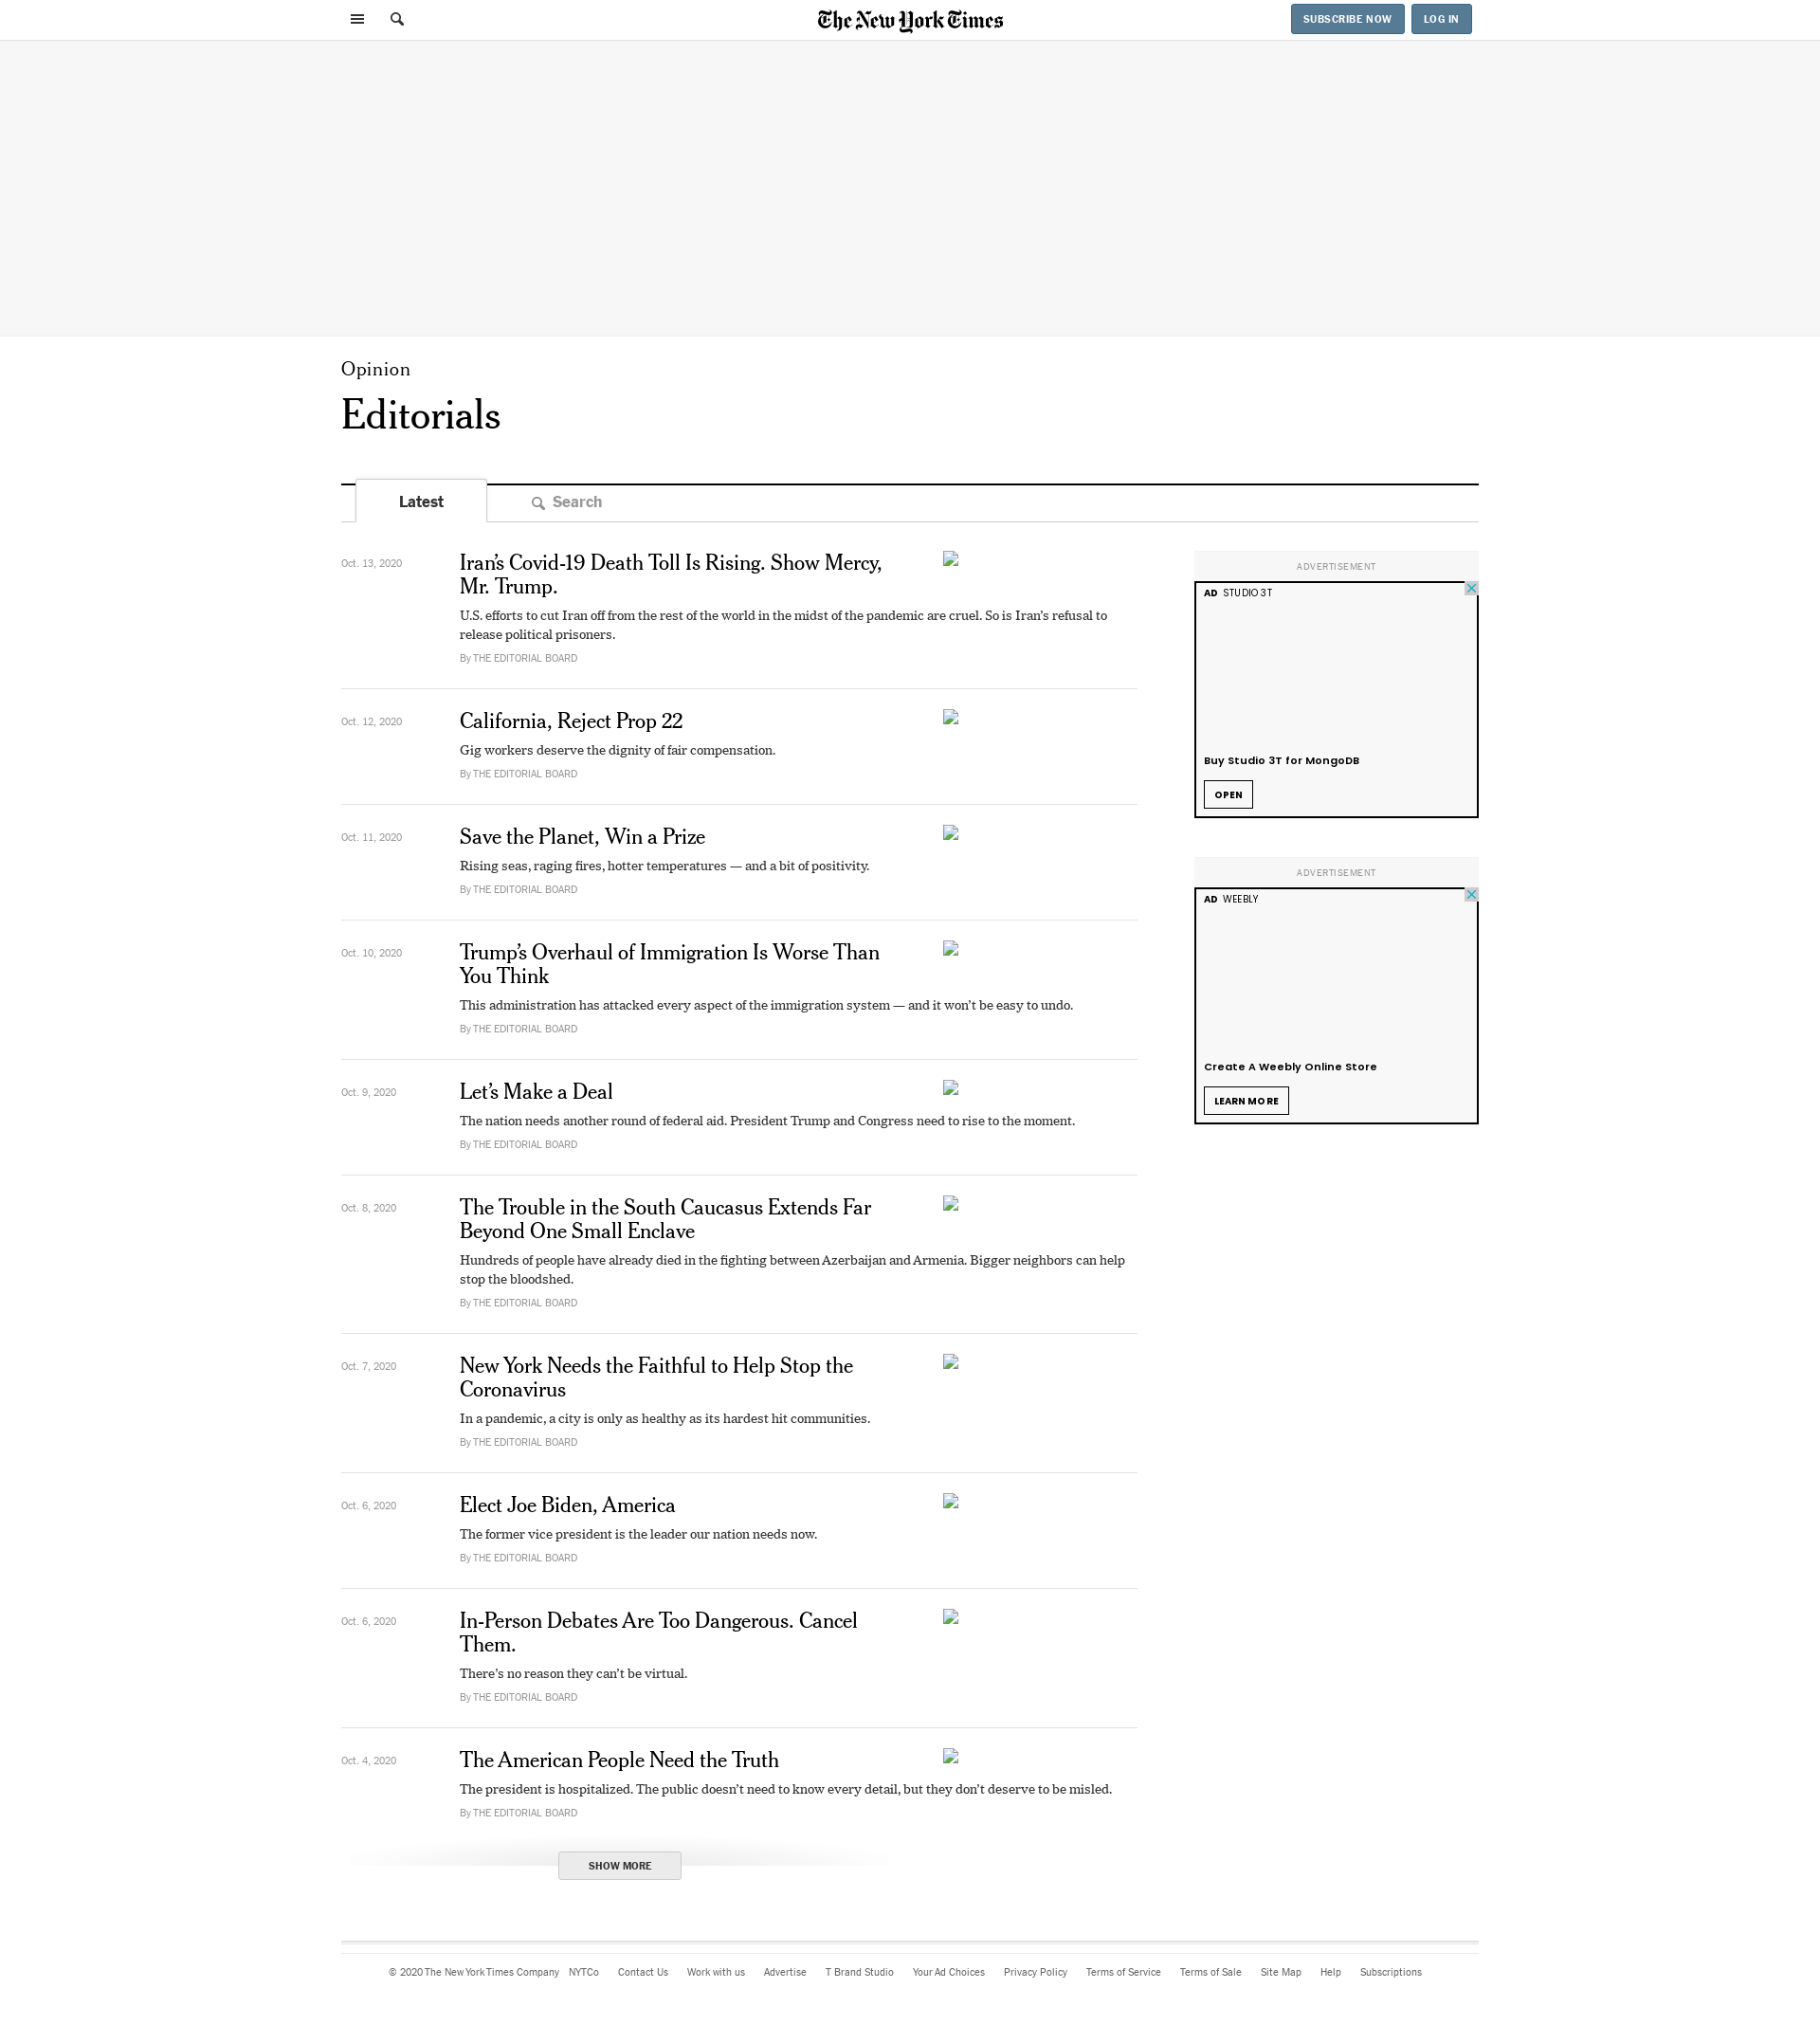 The New York Times
SUBSCRIBE NOW
LOG IN
Opinion
Editorials
Latest
Search
Oct. 13, 2020
Iran's Covid-19 Death Toll Is Rising. Show Mercy,
Mr. Trump.
U.S. efforts to cut Iran off from the rest of the world in the midst of the pandemic are cruel. So is Iran's refusal to
release political prisoners.
By THE EDITORIAL BOARD
Oct. 12, 2020
California, Reject Prop 22
Gig workers deserve the dignity of fair compensation.
By THE EDITORIAL BOARD
Oct. 11, 2020
Save the Planet, Win a Prize
Rising seas, raging fires, hotter temperatures — and a bit of positivity.
By THE EDITORIAL BOARD
Oct. 10, 2020
Trump's Overhaul of Immigration Is Worse Than
You Think
This administration has attacked every aspect of the immigration system — and it won't be easy to undo.
By THE EDITORIAL BOARD
Oct. 9, 2020
Let's Make a Deal
The nation needs another round of federal aid. President Trump and Congress need to rise to the moment.
By THE EDITORIAL BOARD
Oct. 8, 2020
The Trouble in the South Caucasus Extends Far
Beyond One Small Enclave
Hundreds of people have already died in the fighting between Azerbaijan and Armenia. Bigger neighbors can help
stop the bloodshed.
By THE EDITORIAL BOARD
Oct. 7, 2020
New York Needs the Faithful to Help Stop the
Coronavirus
In a pandemic, a city is only as healthy as its hardest hit communities.
By THE EDITORIAL BOARD
Oct. 6, 2020
Elect Joe Biden, America
The former vice president is the leader our nation needs now.
By THE EDITORIAL BOARD
Oct. 6, 2020
In-Person Debates Are Too Dangerous. Cancel
Them.
There's no reason they can't be virtual.
By THE EDITORIAL BOARD
Oct. 4, 2020
The American People Need the Truth
The president is hospitalized. The public doesn't need to know every detail, but they don't deserve to be misled.
By THE EDITORIAL BOARD
SHOW MORE
ADVERTISEMENT
AD STUDIO 3T
Buy Studio 3T for MongoDB
OPEN
ADVERTISEMENT
AD WEEBLY
Create A Weebly Online Store
LEARN MORE
© 2020 The New York Times Company NYTCo Contact Us Work with us Advertise T Brand Studio Your Ad Choices Privacy Policy Terms of Service Terms of Sale Site Map Help Subscriptions